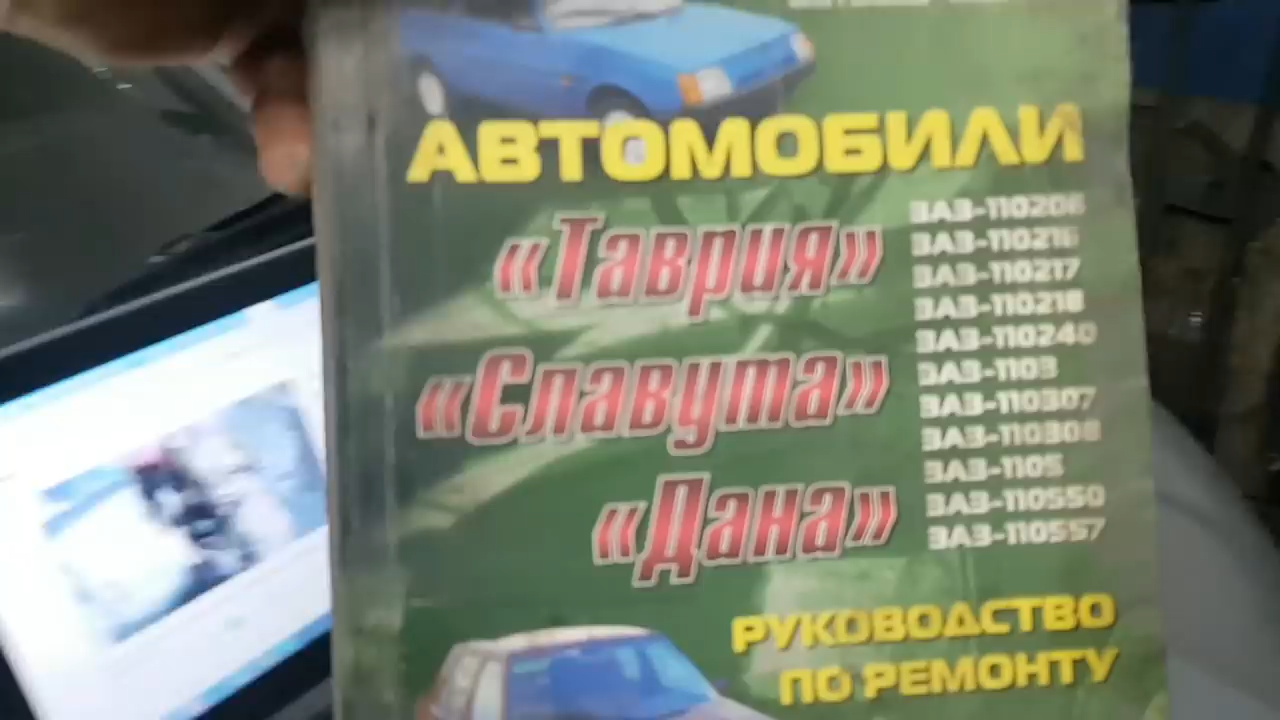 АВТОМОБИЛИ
«Таврия»
«Славута»
«Дана»
ЗАЗ-110206
ЗАЗ-110216
ЗАЗ-110217
ЗАЗ-110218
ЗАЗ-110240
ЗАЗ-1103
ЗАЗ-110307
ЗАЗ-110308
ЗАЗ-1105
ЗАЗ-110550
ЗАЗ-110557
РУКОВОДСТВО
ПО РЕМОНТУ